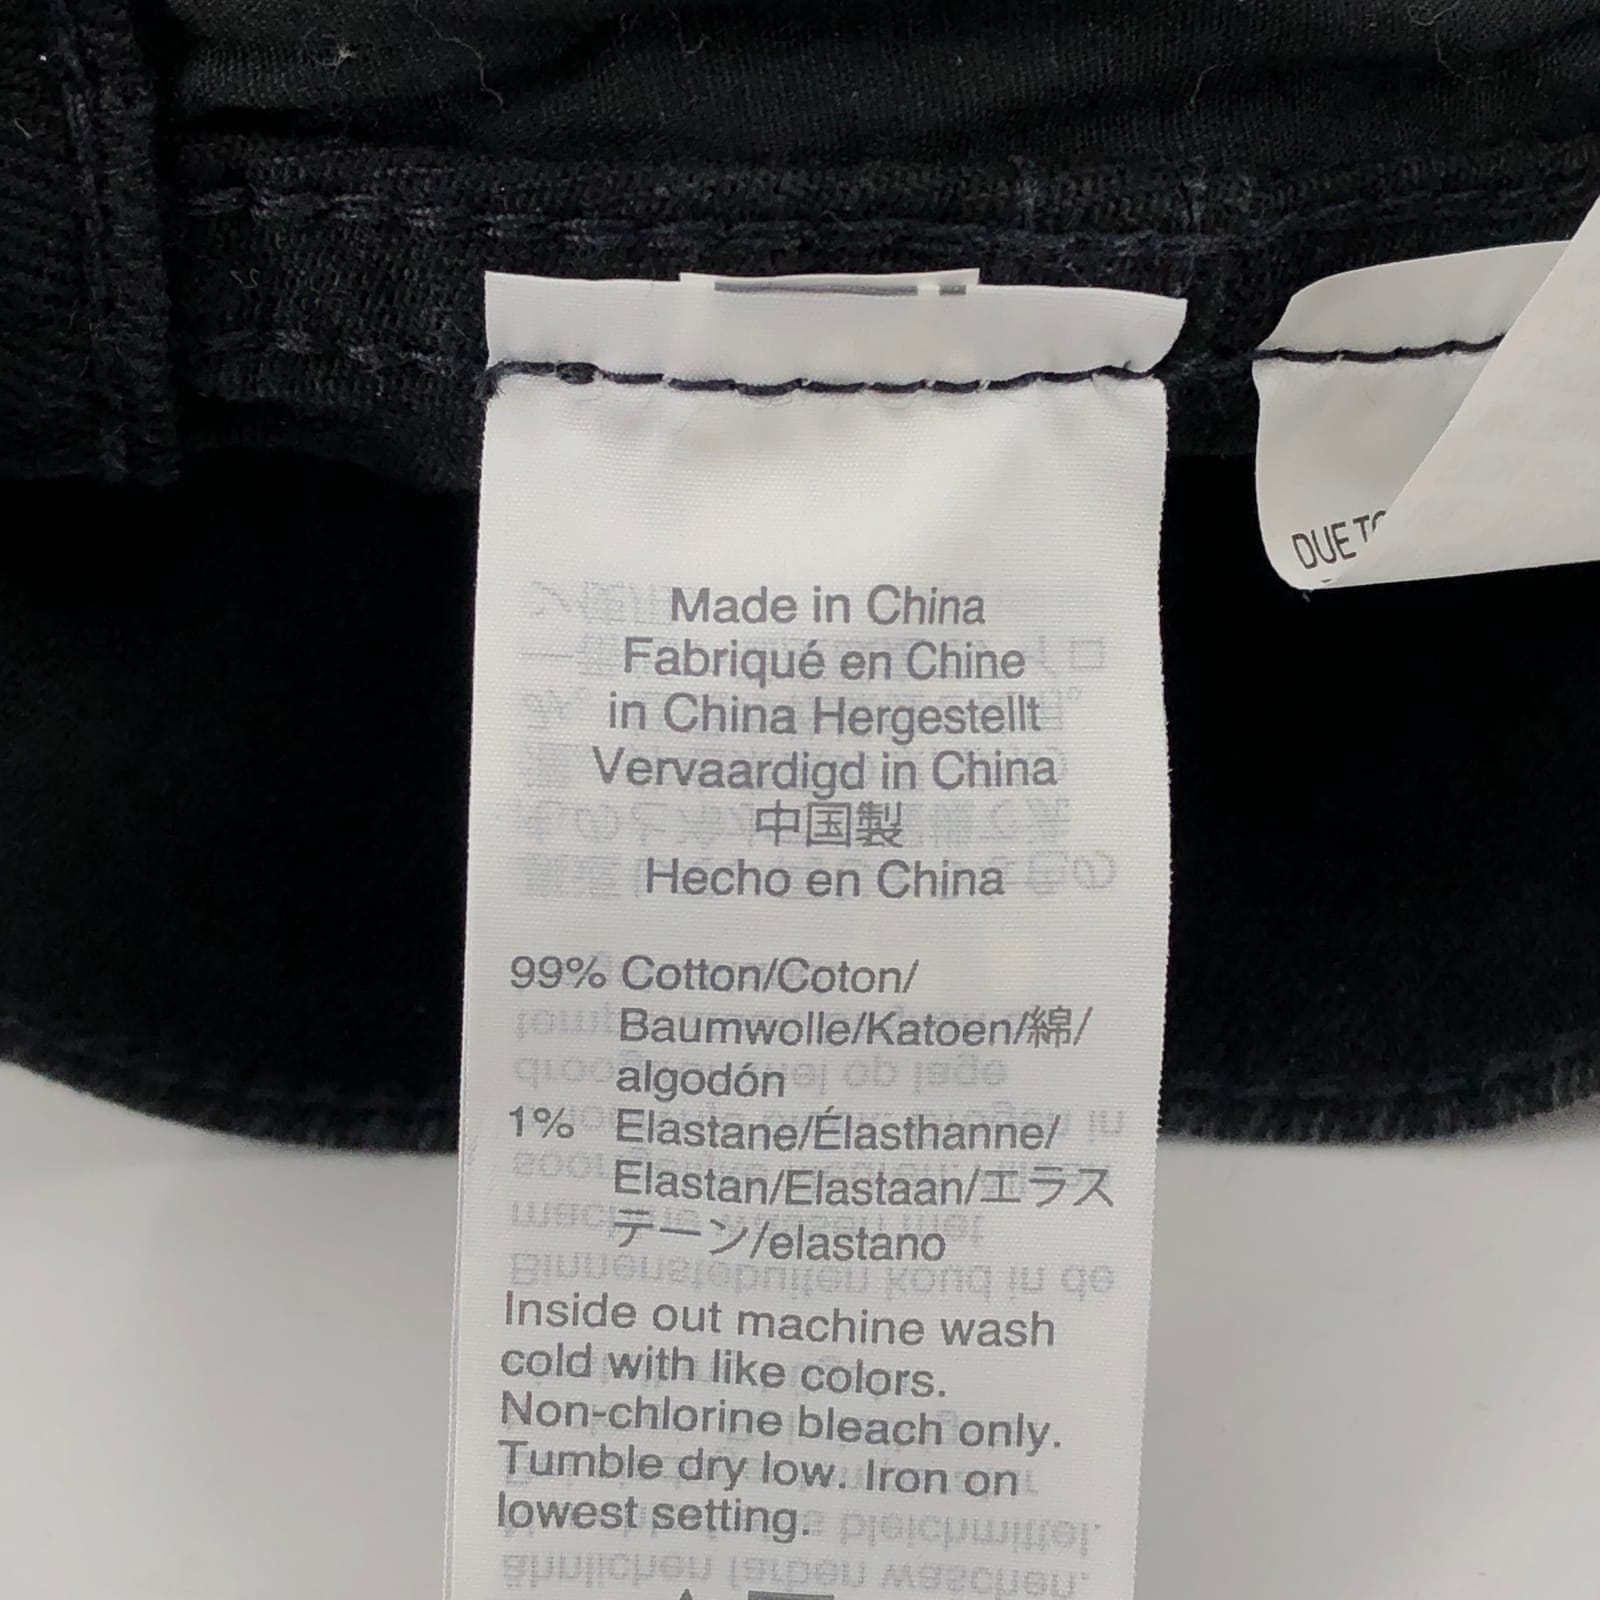 Made in China
Fabriqué en Chine
in China Hergestellt
Vervaardigd in China
中国製
Hecho en China
99% Cotton/Coton/
Baumwolle/Katoen/綿/
algodón
1% Elastane/Élasthanne/
Elastan/Elastaan/エラス
テーン/elastano
Inside out machine wash
cold with like colors.
Non-chlorine bleach only.
Tumble dry low. Iron on
lowest setting.
DUE TO